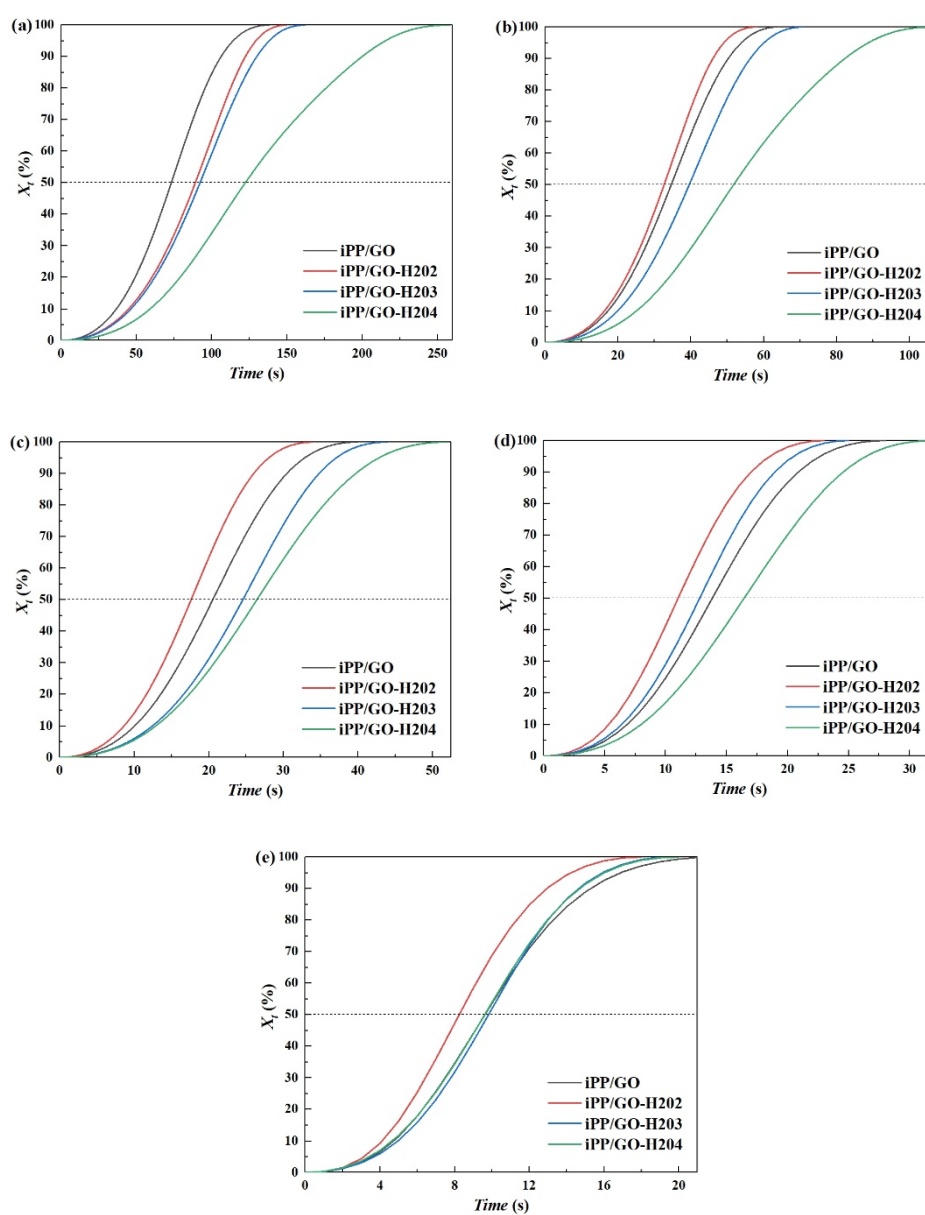 (a)
100
90
80
70
60
50
40
30
20
10
0
X_t (%)
iPP/GO
iPP/GO-H202
iPP/GO-H203
iPP/GO-H204
0 50 100 150 200 250
Time (s)
(b)
100
90
80
70
60
50
40
30
20
10
0
X_t (%)
iPP/GO
iPP/GO-H202
iPP/GO-H203
iPP/GO-H204
0 20 40 60 80 100
Time (s)
(c)
100
90
80
70
60
50
40
30
20
10
0
X_t (%)
iPP/GO
iPP/GO-H202
iPP/GO-H203
iPP/GO-H204
0 10 20 30 40 50
Time (s)
(d)
100
90
80
70
60
50
40
30
20
10
0
X_t (%)
iPP/GO
iPP/GO-H202
iPP/GO-H203
iPP/GO-H204
0 5 10 15 20 25 30
Time (s)
(e)
100
90
80
70
60
50
40
30
20
10
0
X_t (%)
iPP/GO
iPP/GO-H202
iPP/GO-H203
iPP/GO-H204
0 4 8 12 16 20
Time (s)